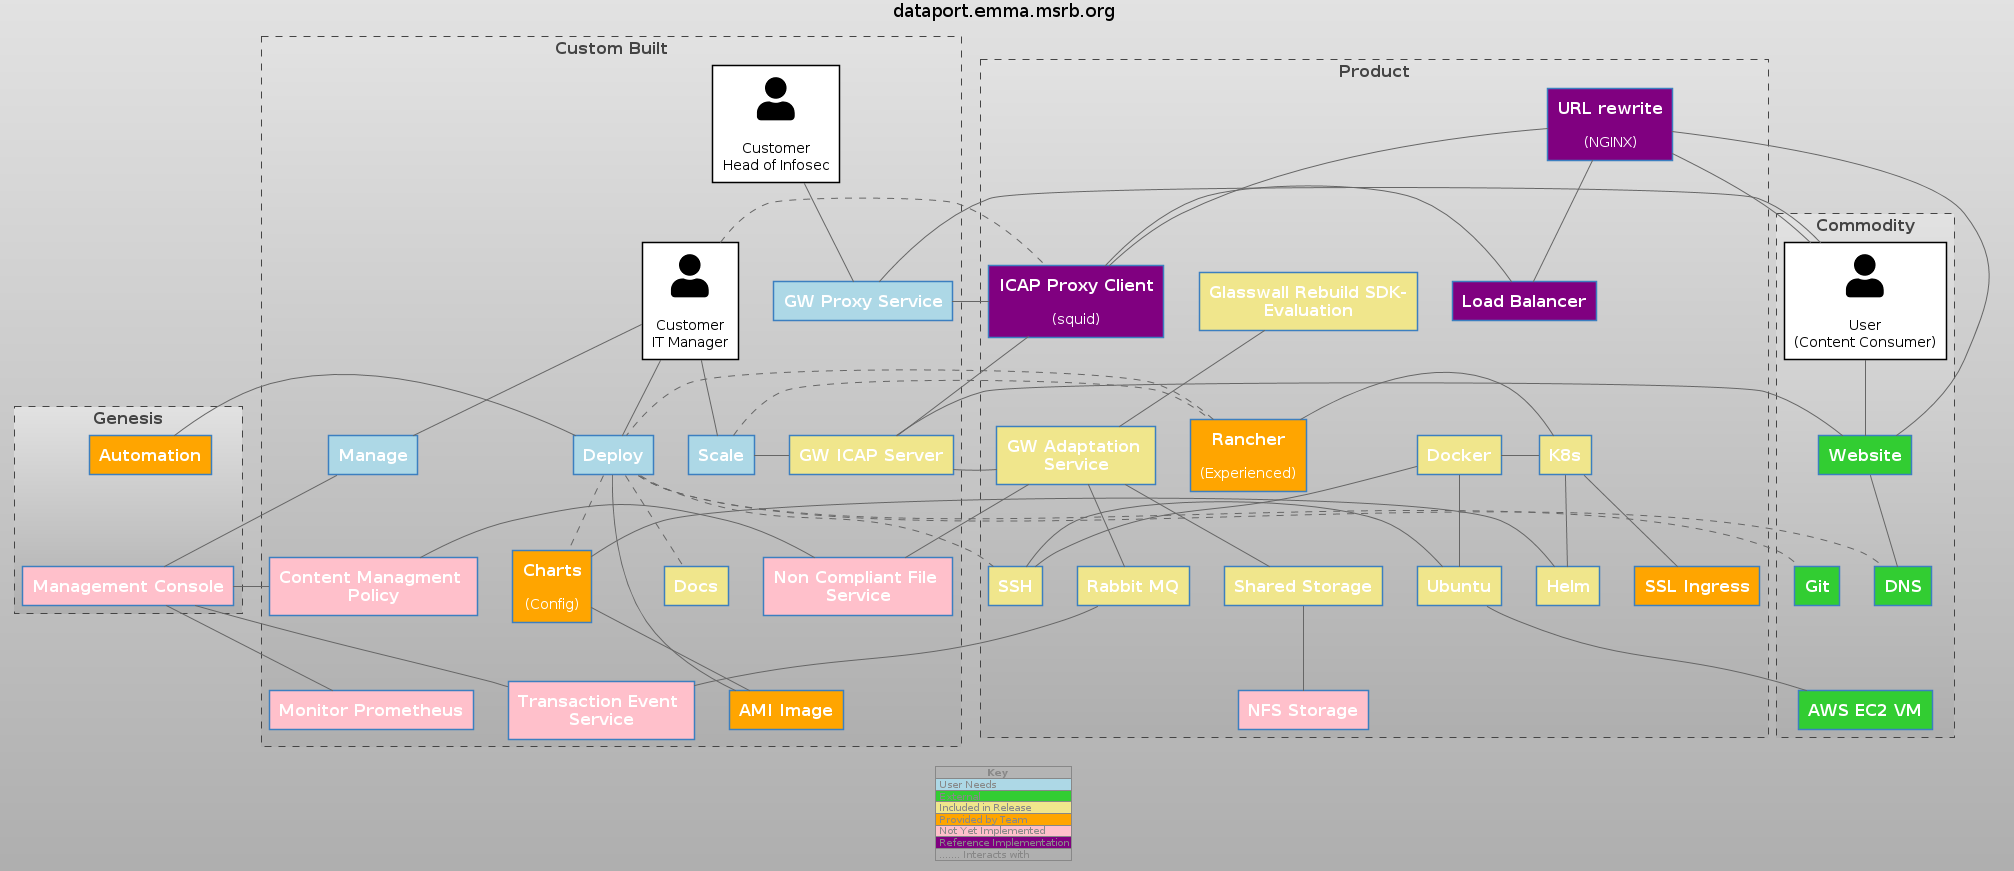 dataport.emma.msrb.org
Custom Built
Product
Customer
Head of Infosec
URL rewrite
(NGINX)
Commodity
Customer
IT Manager
GW Proxy Service
ICAP Proxy Client
(squid)
Glasswall Rebuild SDK-
Evaluation
Load Balancer
User
(Content Consumer)
Genesis
Automation
Manage
Deploy
Scale
GW ICAP Server
GW Adaptation
Service
Rancher
(Experienced)
Docker
K8s
Website
Management Console
Content Managment
Policy
Charts
(Config)
Docs
Non Compliant File
Service
SSH
Rabbit MQ
Shared Storage
Ubuntu
Helm
SSL Ingress
Git
DNS
Monitor Prometheus
Transaction Event
Service
AMI Image
NFS Storage
AWS EC2 VM
Key
User Needs
Included in Release
Provided by Team
Not Yet Implemented
Reference Implementation
....... Interacts with